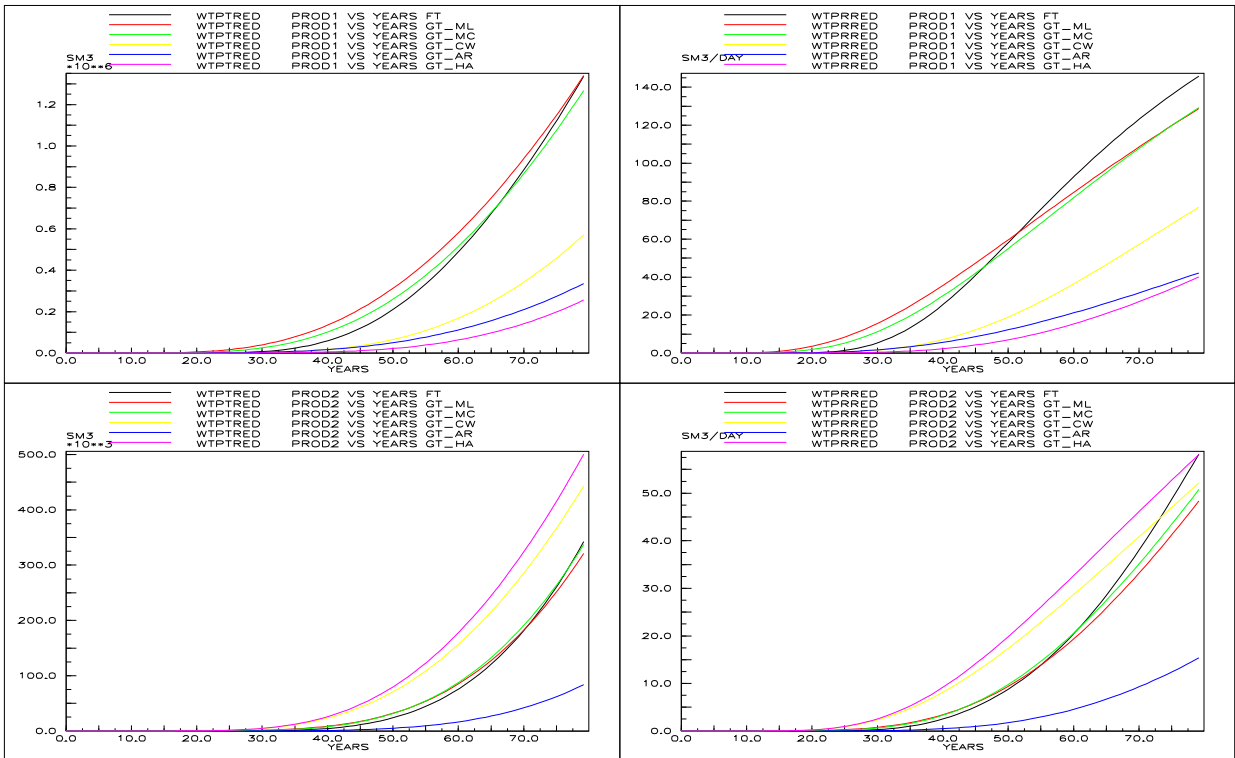 WTPTRED PROD1 VS YEARS FT
WTPTRED PROD1 VS YEARS GT_ML
WTPTRED PROD1 VS YEARS GT_MC
WTPTRED PROD1 VS YEARS GT_CW
SM3 WTPTRED PROD1 VS YEARS GT_AR
*10**6 WTPTRED PROD1 VS YEARS GT_HA
1.2
1.0
0.8
0.6
0.4
0.2
0.0
0.0 10.0 20.0 30.0 40.0 50.0 60.0 70.0
YEARS
WTPRRED PROD1 VS YEARS FT
WTPRRED PROD1 VS YEARS GT_ML
WTPRRED PROD1 VS YEARS GT_MC
WTPRRED PROD1 VS YEARS GT_CW
SM3/DAY WTPRRED PROD1 VS YEARS GT_AR
WTPRRED PROD1 VS YEARS GT_HA
140.0
120.0
100.0
80.0
60.0
40.0
20.0
0.0
0.0 10.0 20.0 30.0 40.0 50.0 60.0 70.0
YEARS
WTPTRED PROD2 VS YEARS FT
WTPTRED PROD2 VS YEARS GT_ML
WTPTRED PROD2 VS YEARS GT_MC
WTPTRED PROD2 VS YEARS GT_CW
SM3 WTPTRED PROD2 VS YEARS GT_AR
*10**3 WTPTRED PROD2 VS YEARS GT_HA
500.0
400.0
300.0
200.0
100.0
0.0
0.0 10.0 20.0 30.0 40.0 50.0 60.0 70.0
YEARS
WTPRRED PROD2 VS YEARS FT
WTPRRED PROD2 VS YEARS GT_ML
WTPRRED PROD2 VS YEARS GT_MC
WTPRRED PROD2 VS YEARS GT_CW
SM3/DAY WTPRRED PROD2 VS YEARS GT_AR
WTPRRED PROD2 VS YEARS GT_HA
50.0
40.0
30.0
20.0
10.0
0.0
0.0 10.0 20.0 30.0 40.0 50.0 60.0 70.0
YEARS